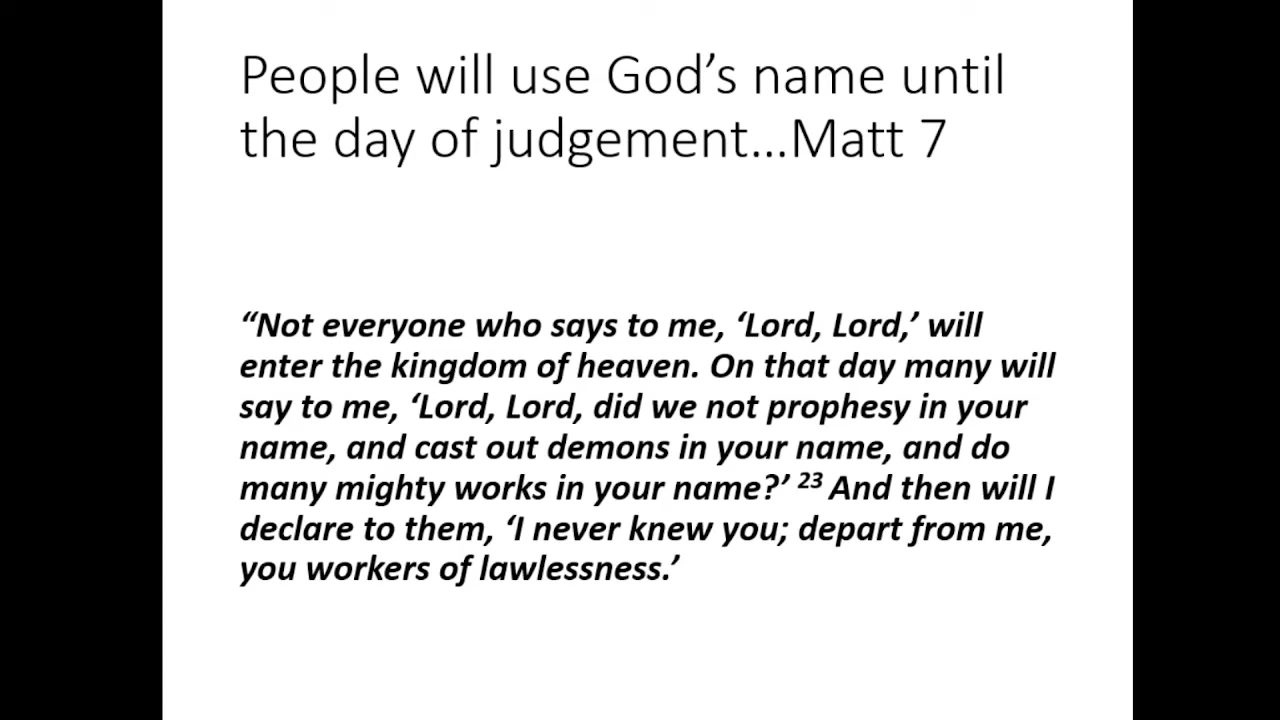 People will use God’s name until
the day of judgement…Matt 7
“Not everyone who says to me, ‘Lord, Lord,’ will
enter the kingdom of heaven. On that day many will
say to me, ‘Lord, Lord, did we not prophesy in your
name, and cast out demons in your name, and do
many mighty works in your name?’ 23 And then will I
declare to them, ‘I never knew you; depart from me,
you workers of lawlessness.’